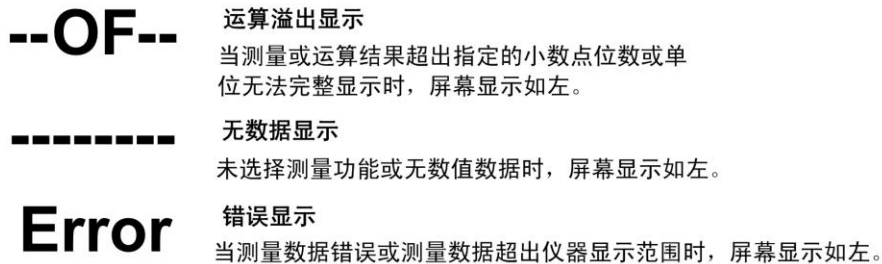 --OF--
运算溢出显示
当测量或运算结果超出指定的小数点位数或单
位无法完整显示时，屏幕显示如左。
--------
无数据显示
未选择测量功能或无数值数据时，屏幕显示如左。
Error
错误显示
当测量数据错误或测量数据超出仪器显示范围时，屏幕显示如左。